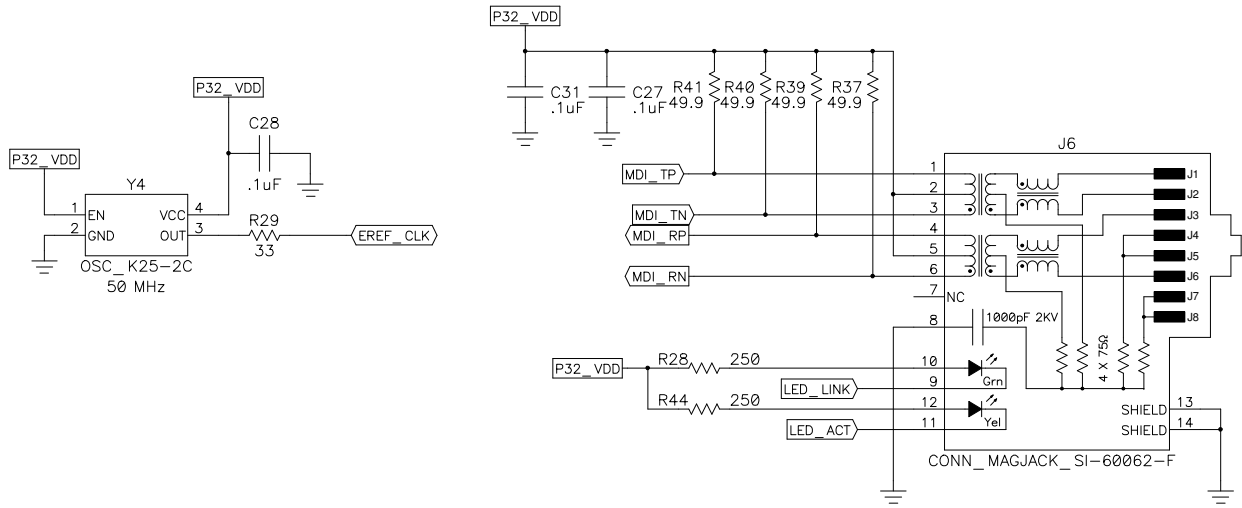 P32_VDD
C28
.1uF
P32_VDD
Y4
1
EN
VCC
4
2
GND
OUT
3
R29
33
EREF_CLK
OSC_K25-2C
50 MHz
P32_VDD
C31
.1uF
C27
.1uF
R41
49.9
R40
49.9
R39
49.9
R37
49.9
J6
MDI_TP
1
J1
2
J2
MDI_TN
3
J3
MDI_RP
4
J4
5
J5
MDI_RN
6
J6
7
NC
J7
8
1000pF 2KV
J8
4 X 75Ω
P32_VDD
R28
250
10
Grn
LED_LINK
9
R44
250
12
Yel
LED_ACT
11
SHIELD
13
SHIELD
14
CONN_MAGJACK_SI-60062-F